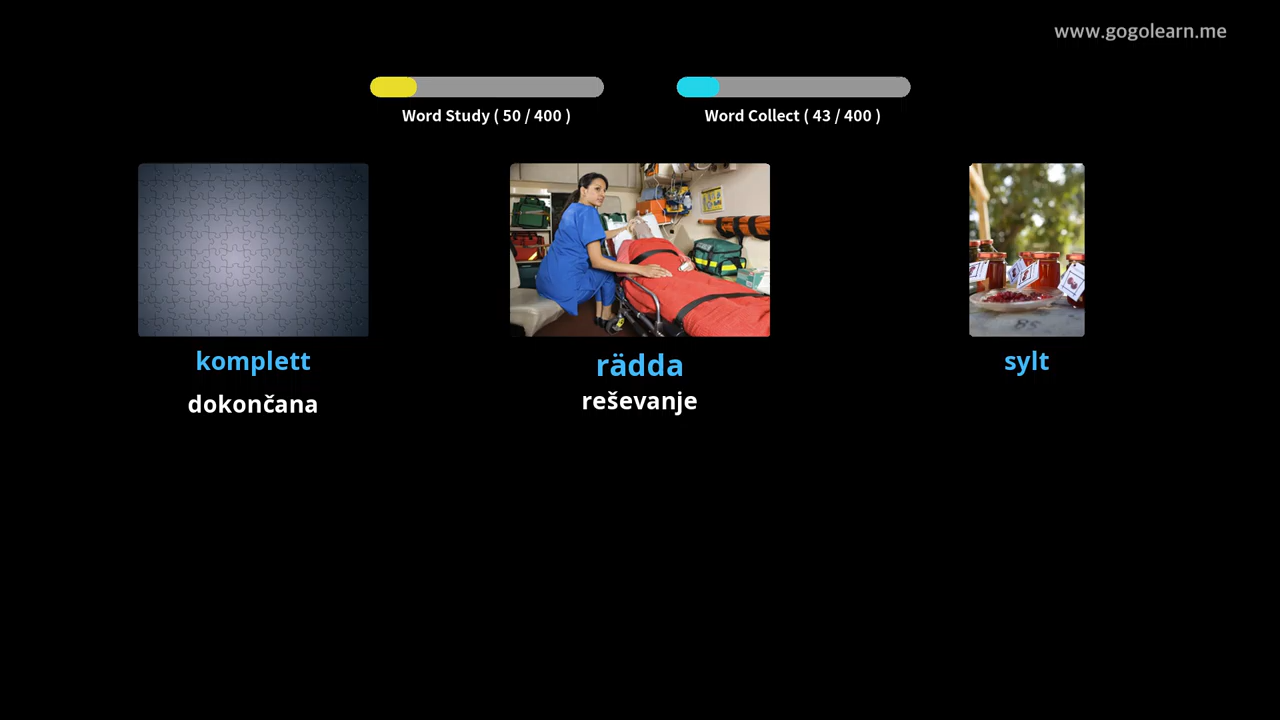 www.gogolearn.me
Word Study ( 50 / 400 )
Word Collect ( 43 / 400 )
komplett
rädda
sylt
dokončana
reševanje